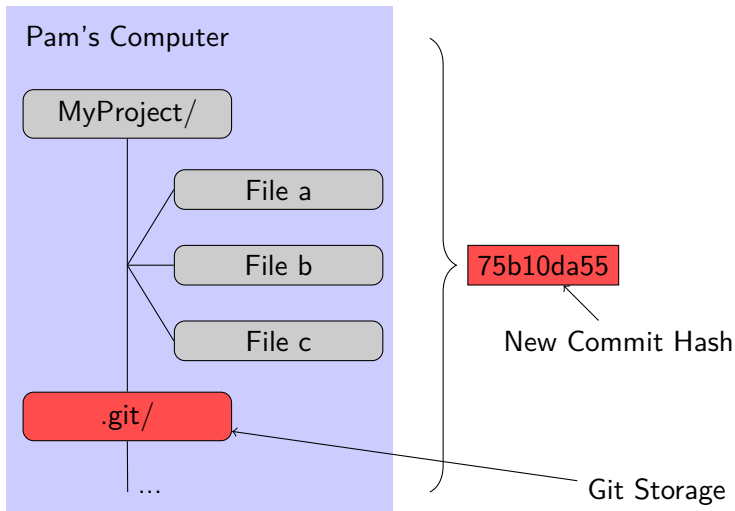 Pam's Computer
MyProject/
File a
File b
75b10da55
File c
New Commit Hash
.git/
...
Git Storage